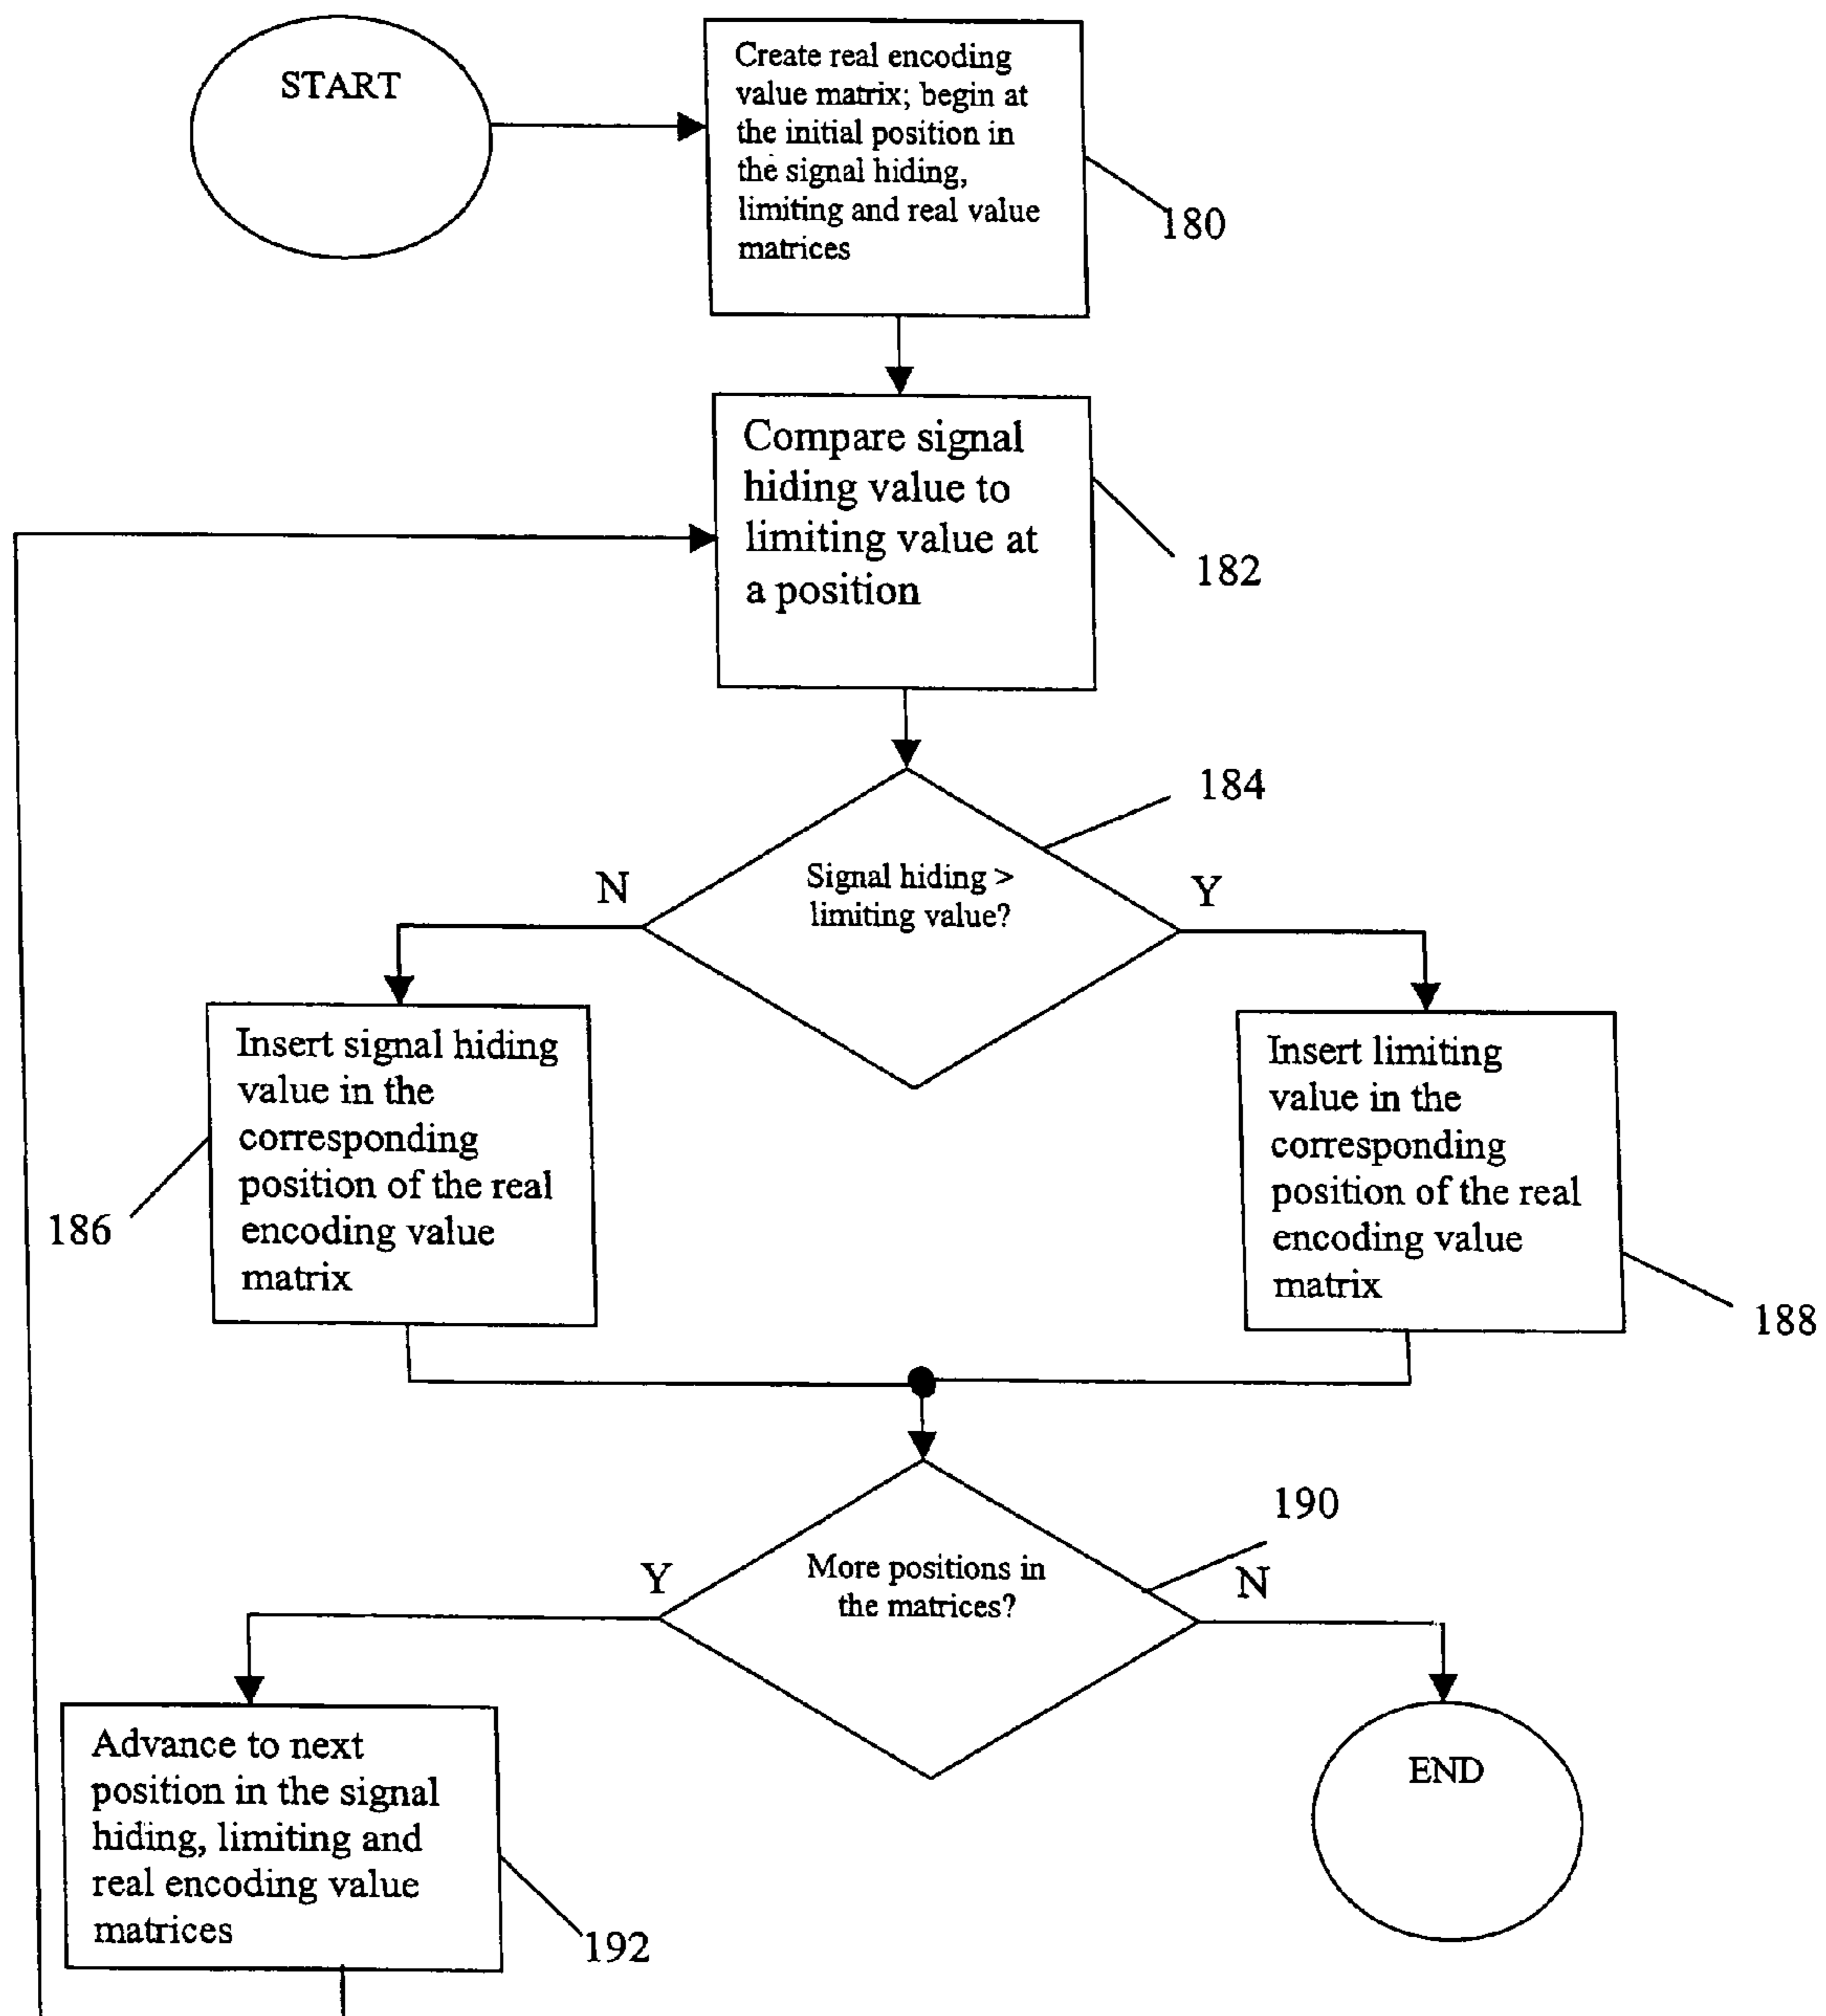 START
Create real encoding
value matrix; begin at
the initial position in
the signal hiding,
limiting and real value
matrices
180
Compare signal
hiding value to
limiting value at
a position
182
184
Signal hiding >
limiting value?
N
Y
Insert signal hiding
value in the
corresponding
position of the real
encoding value
matrix
186
Insert limiting
value in the
corresponding
position of the real
encoding value
matrix
188
190
More positions in
the matrices?
Y
N
Advance to next
position in the signal
hiding, limiting and
real encoding value
matrices
192
END